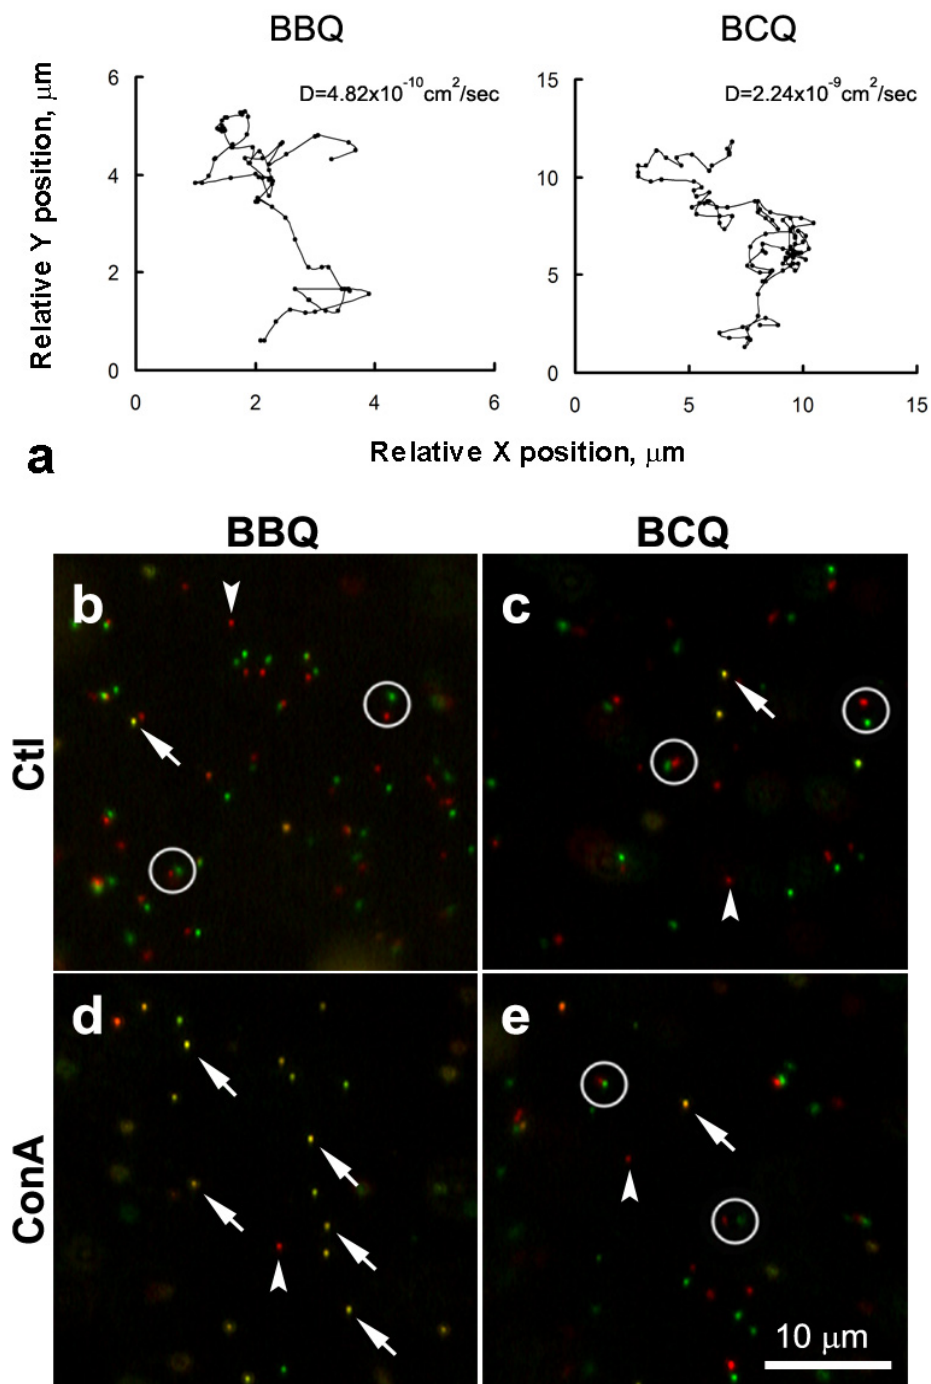 BBQ BCQ
D=4.82x10⁻¹⁰cm²/sec D=2.24x10⁻⁹cm²/sec
Relative Y position, µm
6
4
2
0
0 2 4 6
15
10
5
0
0 5 10 15
Relative X position, µm
a
BBQ BCQ
Ctl
b c
ConA
d e
10 µm